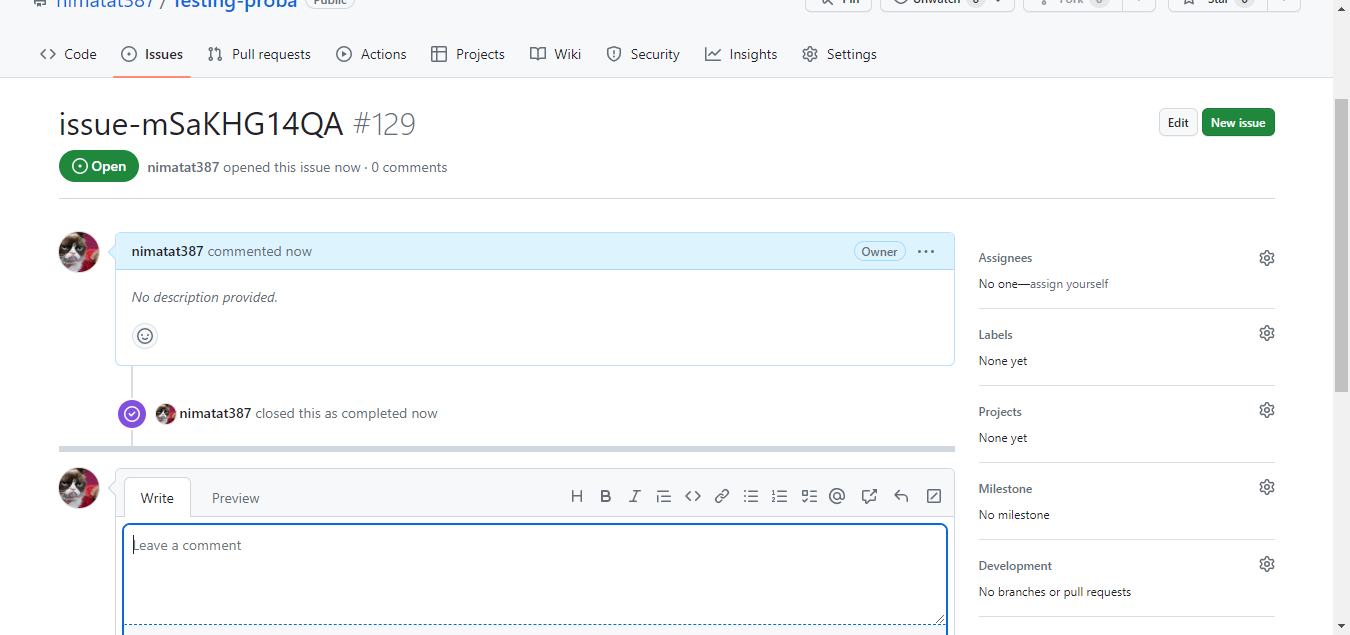 nimatat387 / Testing-proba Public Pin Unwatch 0 Fork 0 Star 0
Code Issues Pull requests Actions Projects Wiki Security Insights Settings
issue-mSaKHG14QA #129
Edit New issue
Open nimatat387 opened this issue now · 0 comments
nimatat387 commented now Owner
No description provided.
nimatat387 closed this as completed now
Write Preview
Leave a comment
Assignees
No one—assign yourself
Labels
None yet
Projects
None yet
Milestone
No milestone
Development
No branches or pull requests